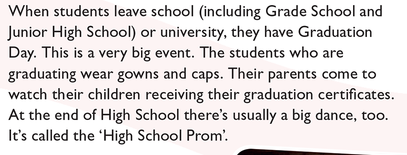 When students leave school (including Grade School and
Junior High School) or university, they have Graduation
Day. This is a very big event. The students who are
graduating wear gowns and caps. Their parents come to
watch their children receiving their graduation certificates.
At the end of High School there's usually a big dance, too.
It's called the 'High School Prom'.